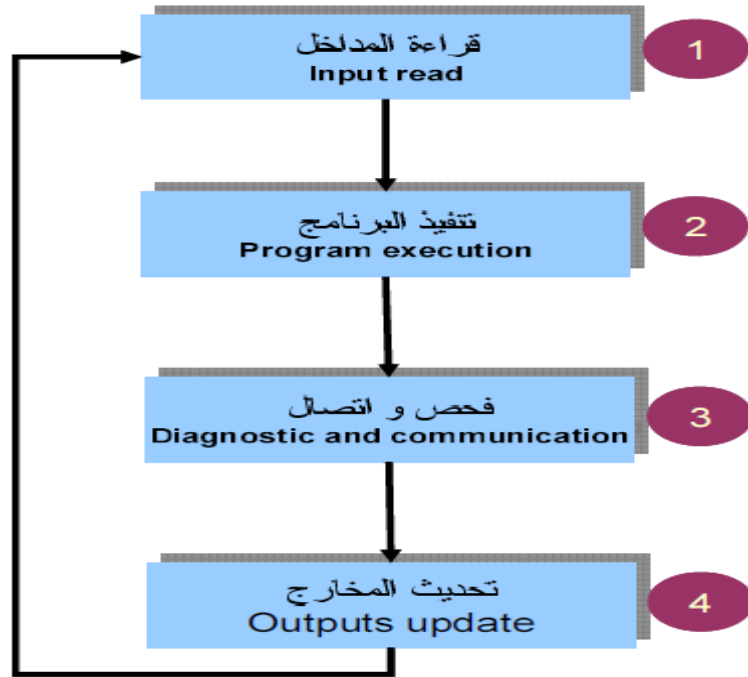 قراءة المداخل
Input read
1
تنفيذ البرنامج
Program execution
2
فحص و اتصال
Diagnostic and communication
3
تحديث المخارج
Outputs update
4